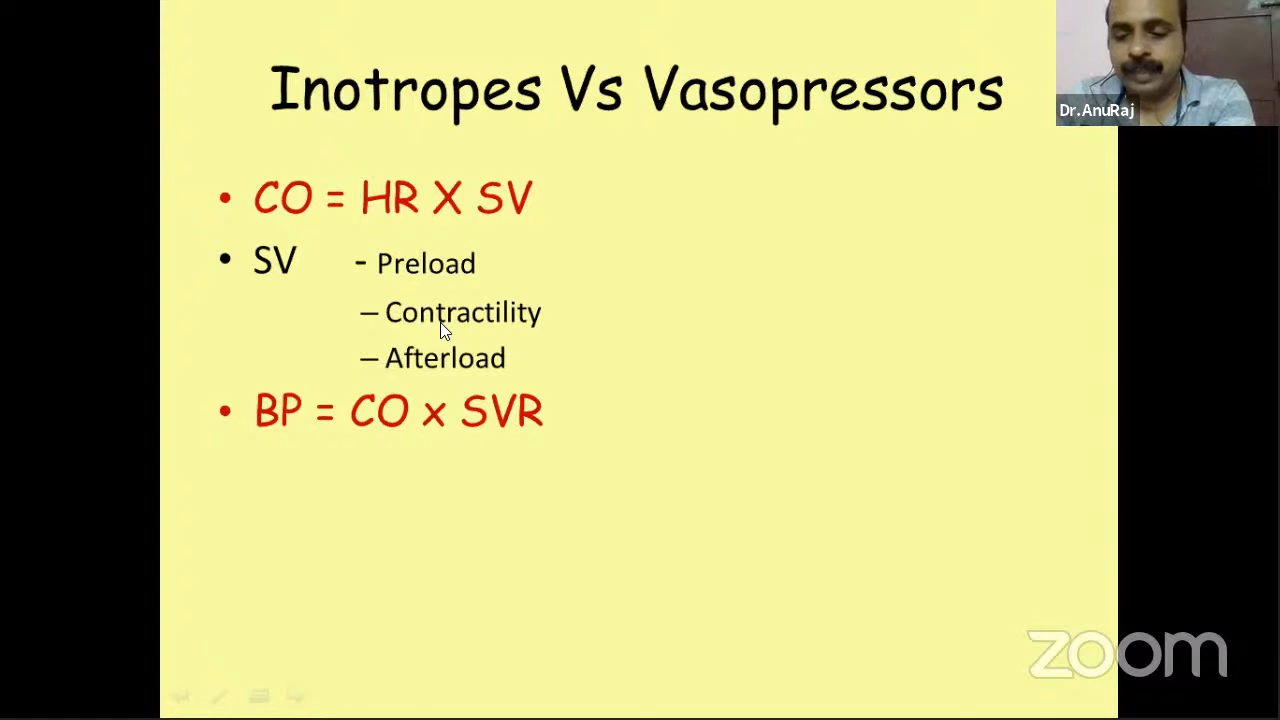 Inotropes Vs Vasopressors
Dr.AnuRaj
• CO = HR X SV
• SV - Preload
– Contractility
– Afterload
• BP = CO x SVR
zoom